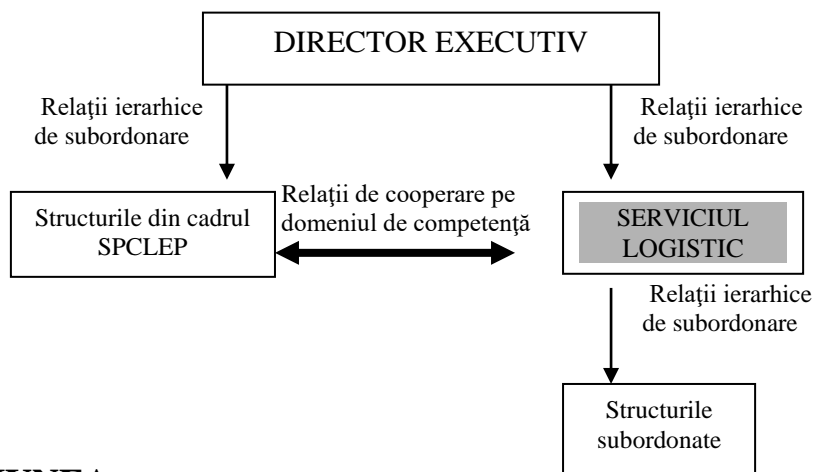 DIRECTOR EXECUTIV
Relaţii ierarhice
de subordonare
Relaţii ierarhice
de subordonare
Structurile din cadrul
SPCLEP
Relaţii de cooperare pe
domeniul de competenţă
SERVICIUL
LOGISTIC
Relaţii ierarhice
de subordonare
Structurile
subordonate